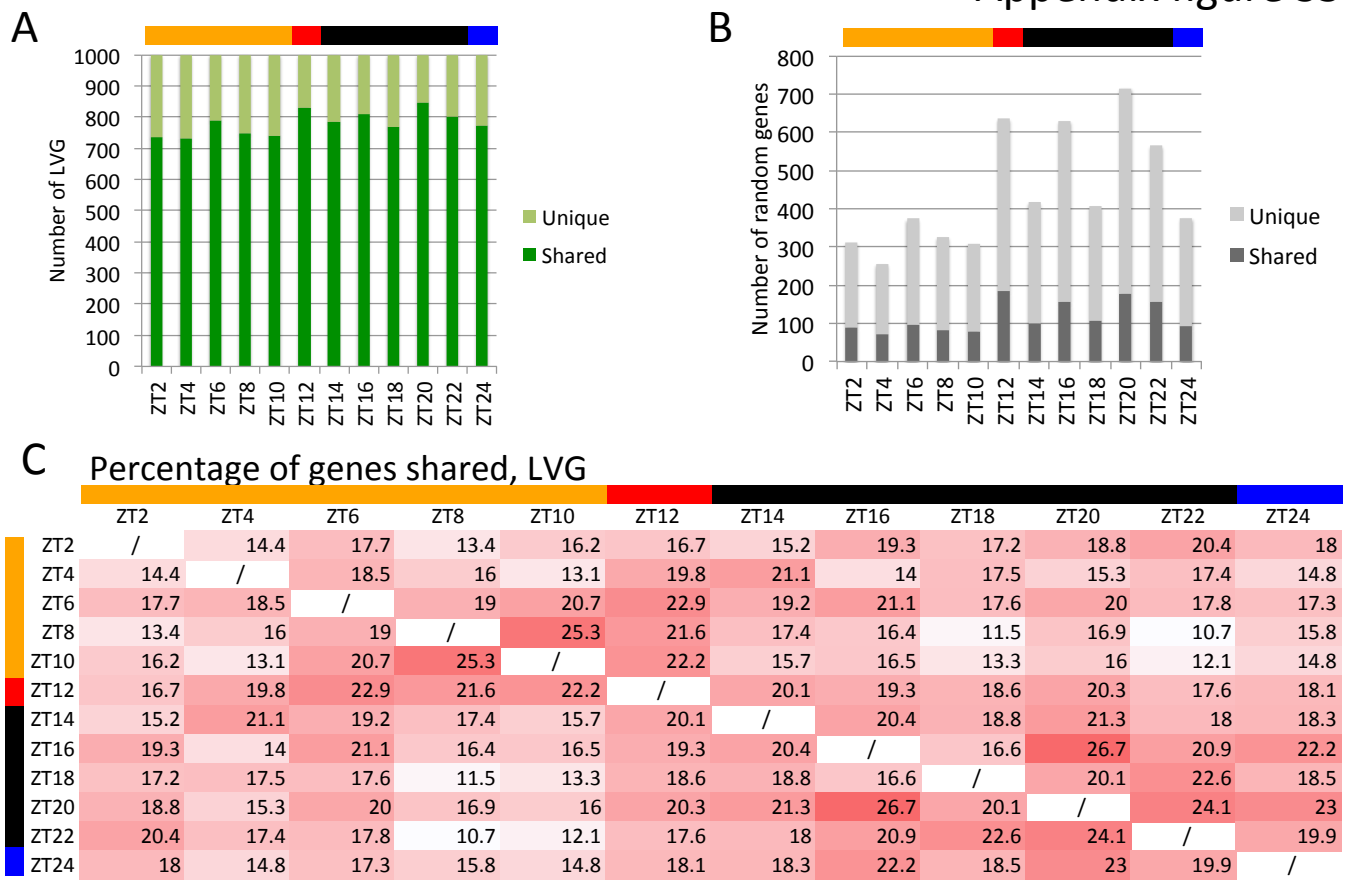 A
B
1000
900
800
700
600
500
400
300
200
100
0
Number of LVG
ZT2 ZT4 ZT6 ZT8 ZT10 ZT12 ZT14 ZT16 ZT18 ZT20 ZT22 ZT24
Unique
Shared
800
700
600
500
400
300
200
100
0
Number of random genes
ZT2 ZT4 ZT6 ZT8 ZT10 ZT12 ZT14 ZT16 ZT18 ZT20 ZT22 ZT24
Unique
Shared
C Percentage of genes shared, LVG
ZT2 ZT4 ZT6 ZT8 ZT10 ZT12 ZT14 ZT16 ZT18 ZT20 ZT22 ZT24
ZT2 / 14.4 17.7 13.4 16.2 16.7 15.2 19.3 17.2 18.8 20.4 18
ZT4 14.4 / 18.5 16 13.1 19.8 21.1 14 17.5 15.3 17.4 14.8
ZT6 17.7 18.5 / 19 20.7 22.9 19.2 21.1 17.6 20 17.8 17.3
ZT8 13.4 16 19 / 25.3 21.6 17.4 16.4 11.5 16.9 10.7 15.8
ZT10 16.2 13.1 20.7 25.3 / 22.2 15.7 16.5 13.3 16 12.1 14.8
ZT12 16.7 19.8 22.9 21.6 22.2 / 20.1 19.3 18.6 20.3 17.6 18.1
ZT14 15.2 21.1 19.2 17.4 15.7 20.1 / 20.4 18.8 21.3 18 18.3
ZT16 19.3 14 21.1 16.4 16.5 19.3 20.4 / 16.6 26.7 20.9 22.2
ZT18 17.2 17.5 17.6 11.5 13.3 18.6 18.8 16.6 / 20.1 22.6 18.5
ZT20 18.8 15.3 20 16.9 16 20.3 21.3 26.7 20.1 / 24.1 23
ZT22 20.4 17.4 17.8 10.7 12.1 17.6 18 20.9 22.6 24.1 / 19.9
ZT24 18 14.8 17.3 15.8 14.8 18.1 18.3 22.2 18.5 23 19.9 /